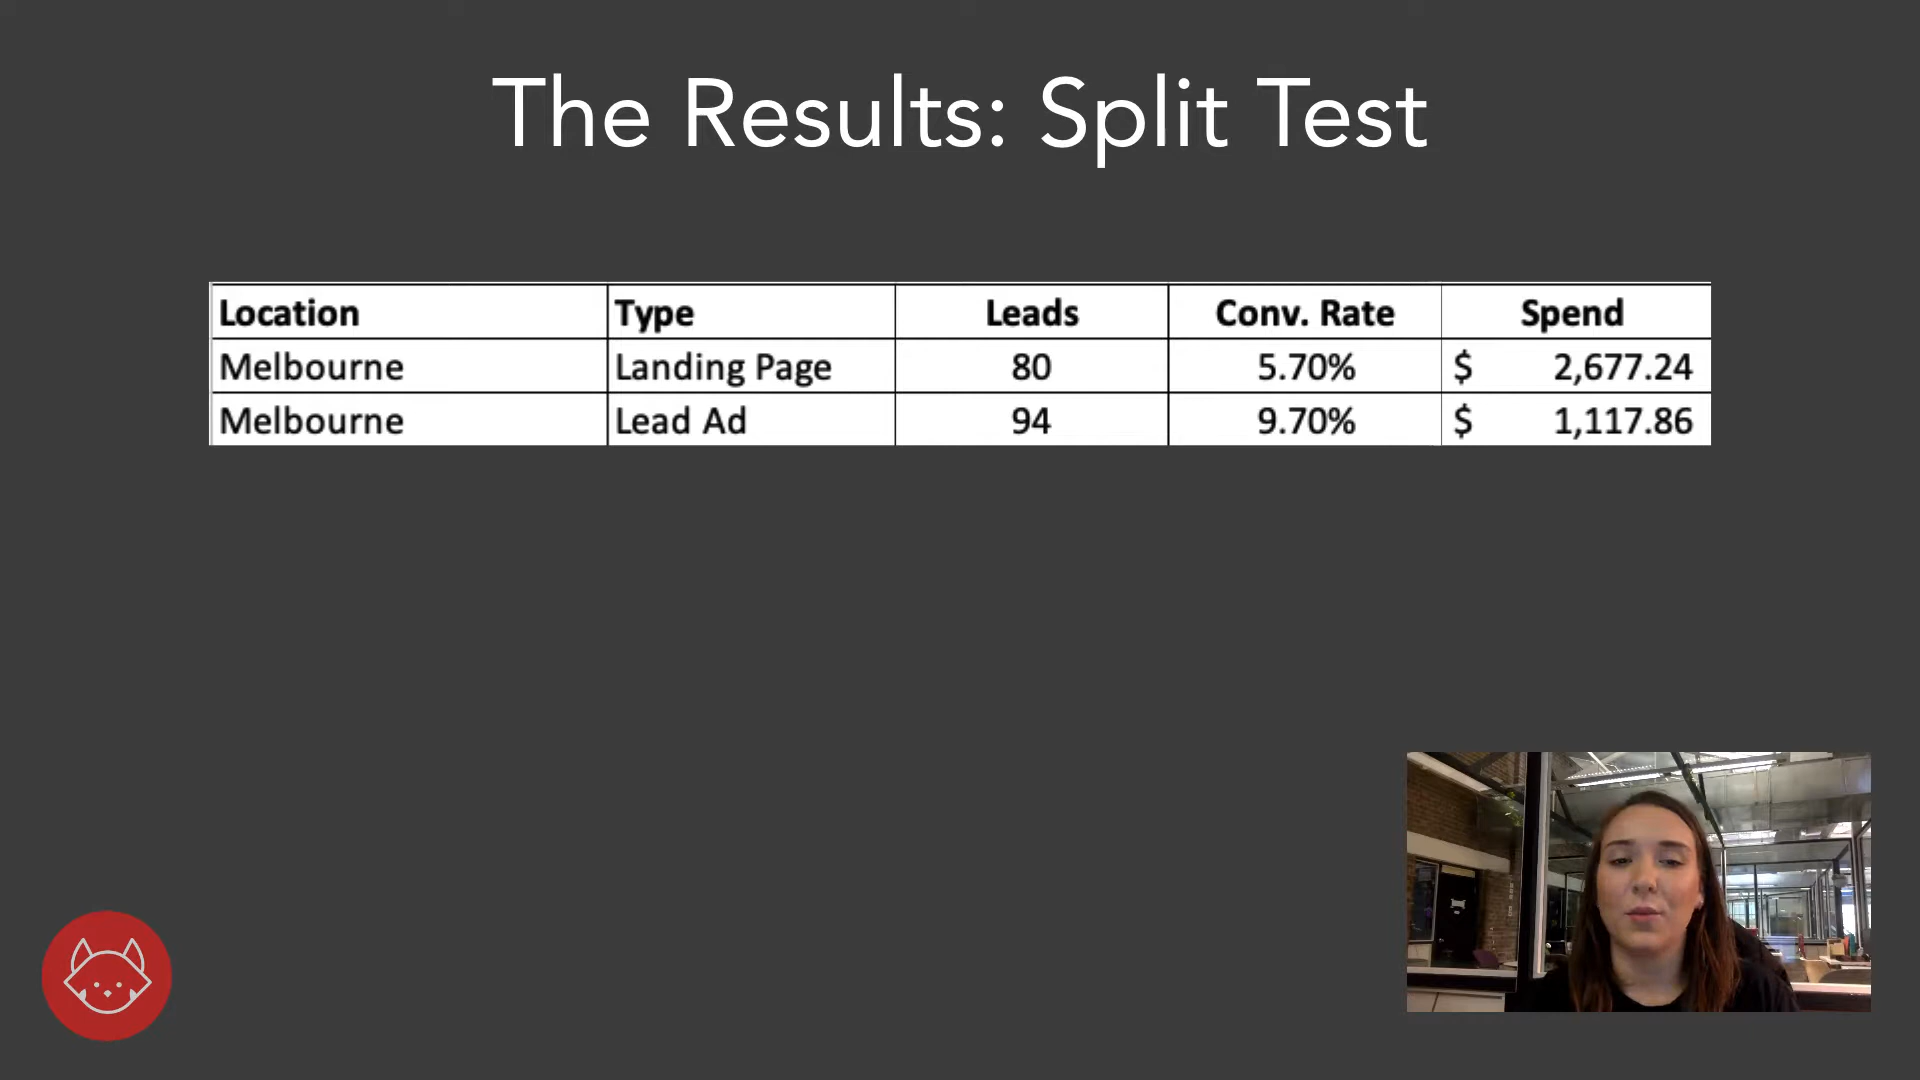 The Results: Split Test
Location Type Leads Conv. Rate Spend
Melbourne Landing Page 80 5.70% $ 2,677.24
Melbourne Lead Ad 94 9.70% $ 1,117.86